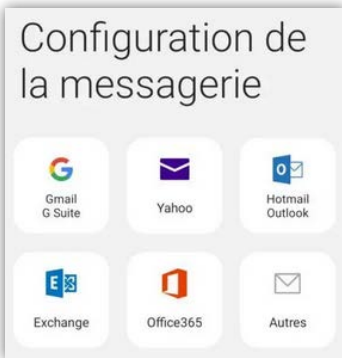 Configuration de
la messagerie
Gmail
G Suite
Yahoo
Hotmail
Outlook
Exchange
Office365
Autres